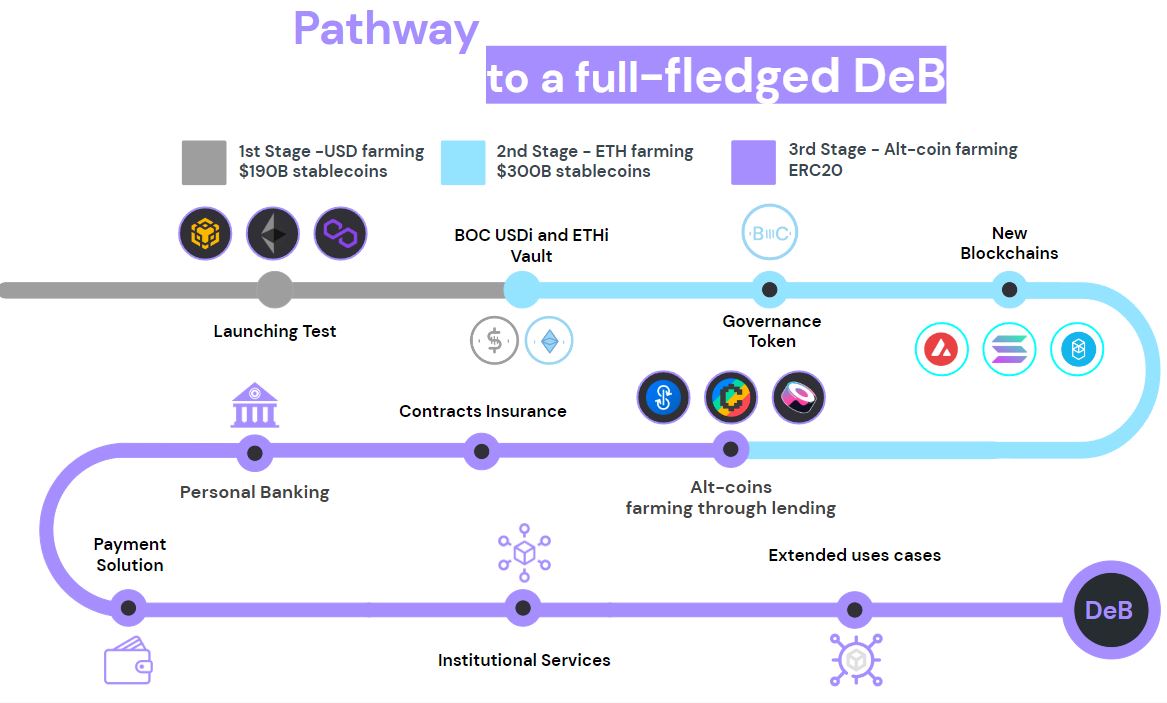 Pathway
to a full-fledged DeB
1st Stage -USD farming
$190B stablecoins
2nd Stage - ETH farming
$300B stablecoins
3rd Stage - Alt-coin farming
ERC20
BOC USDi and ETHi
Vault
BOC
New
Blockchains
Launching Test
Governance
Token
Contracts Insurance
Personal Banking
Alt-coins
farming through lending
Payment
Solution
Extended uses cases
DeB
Institutional Services